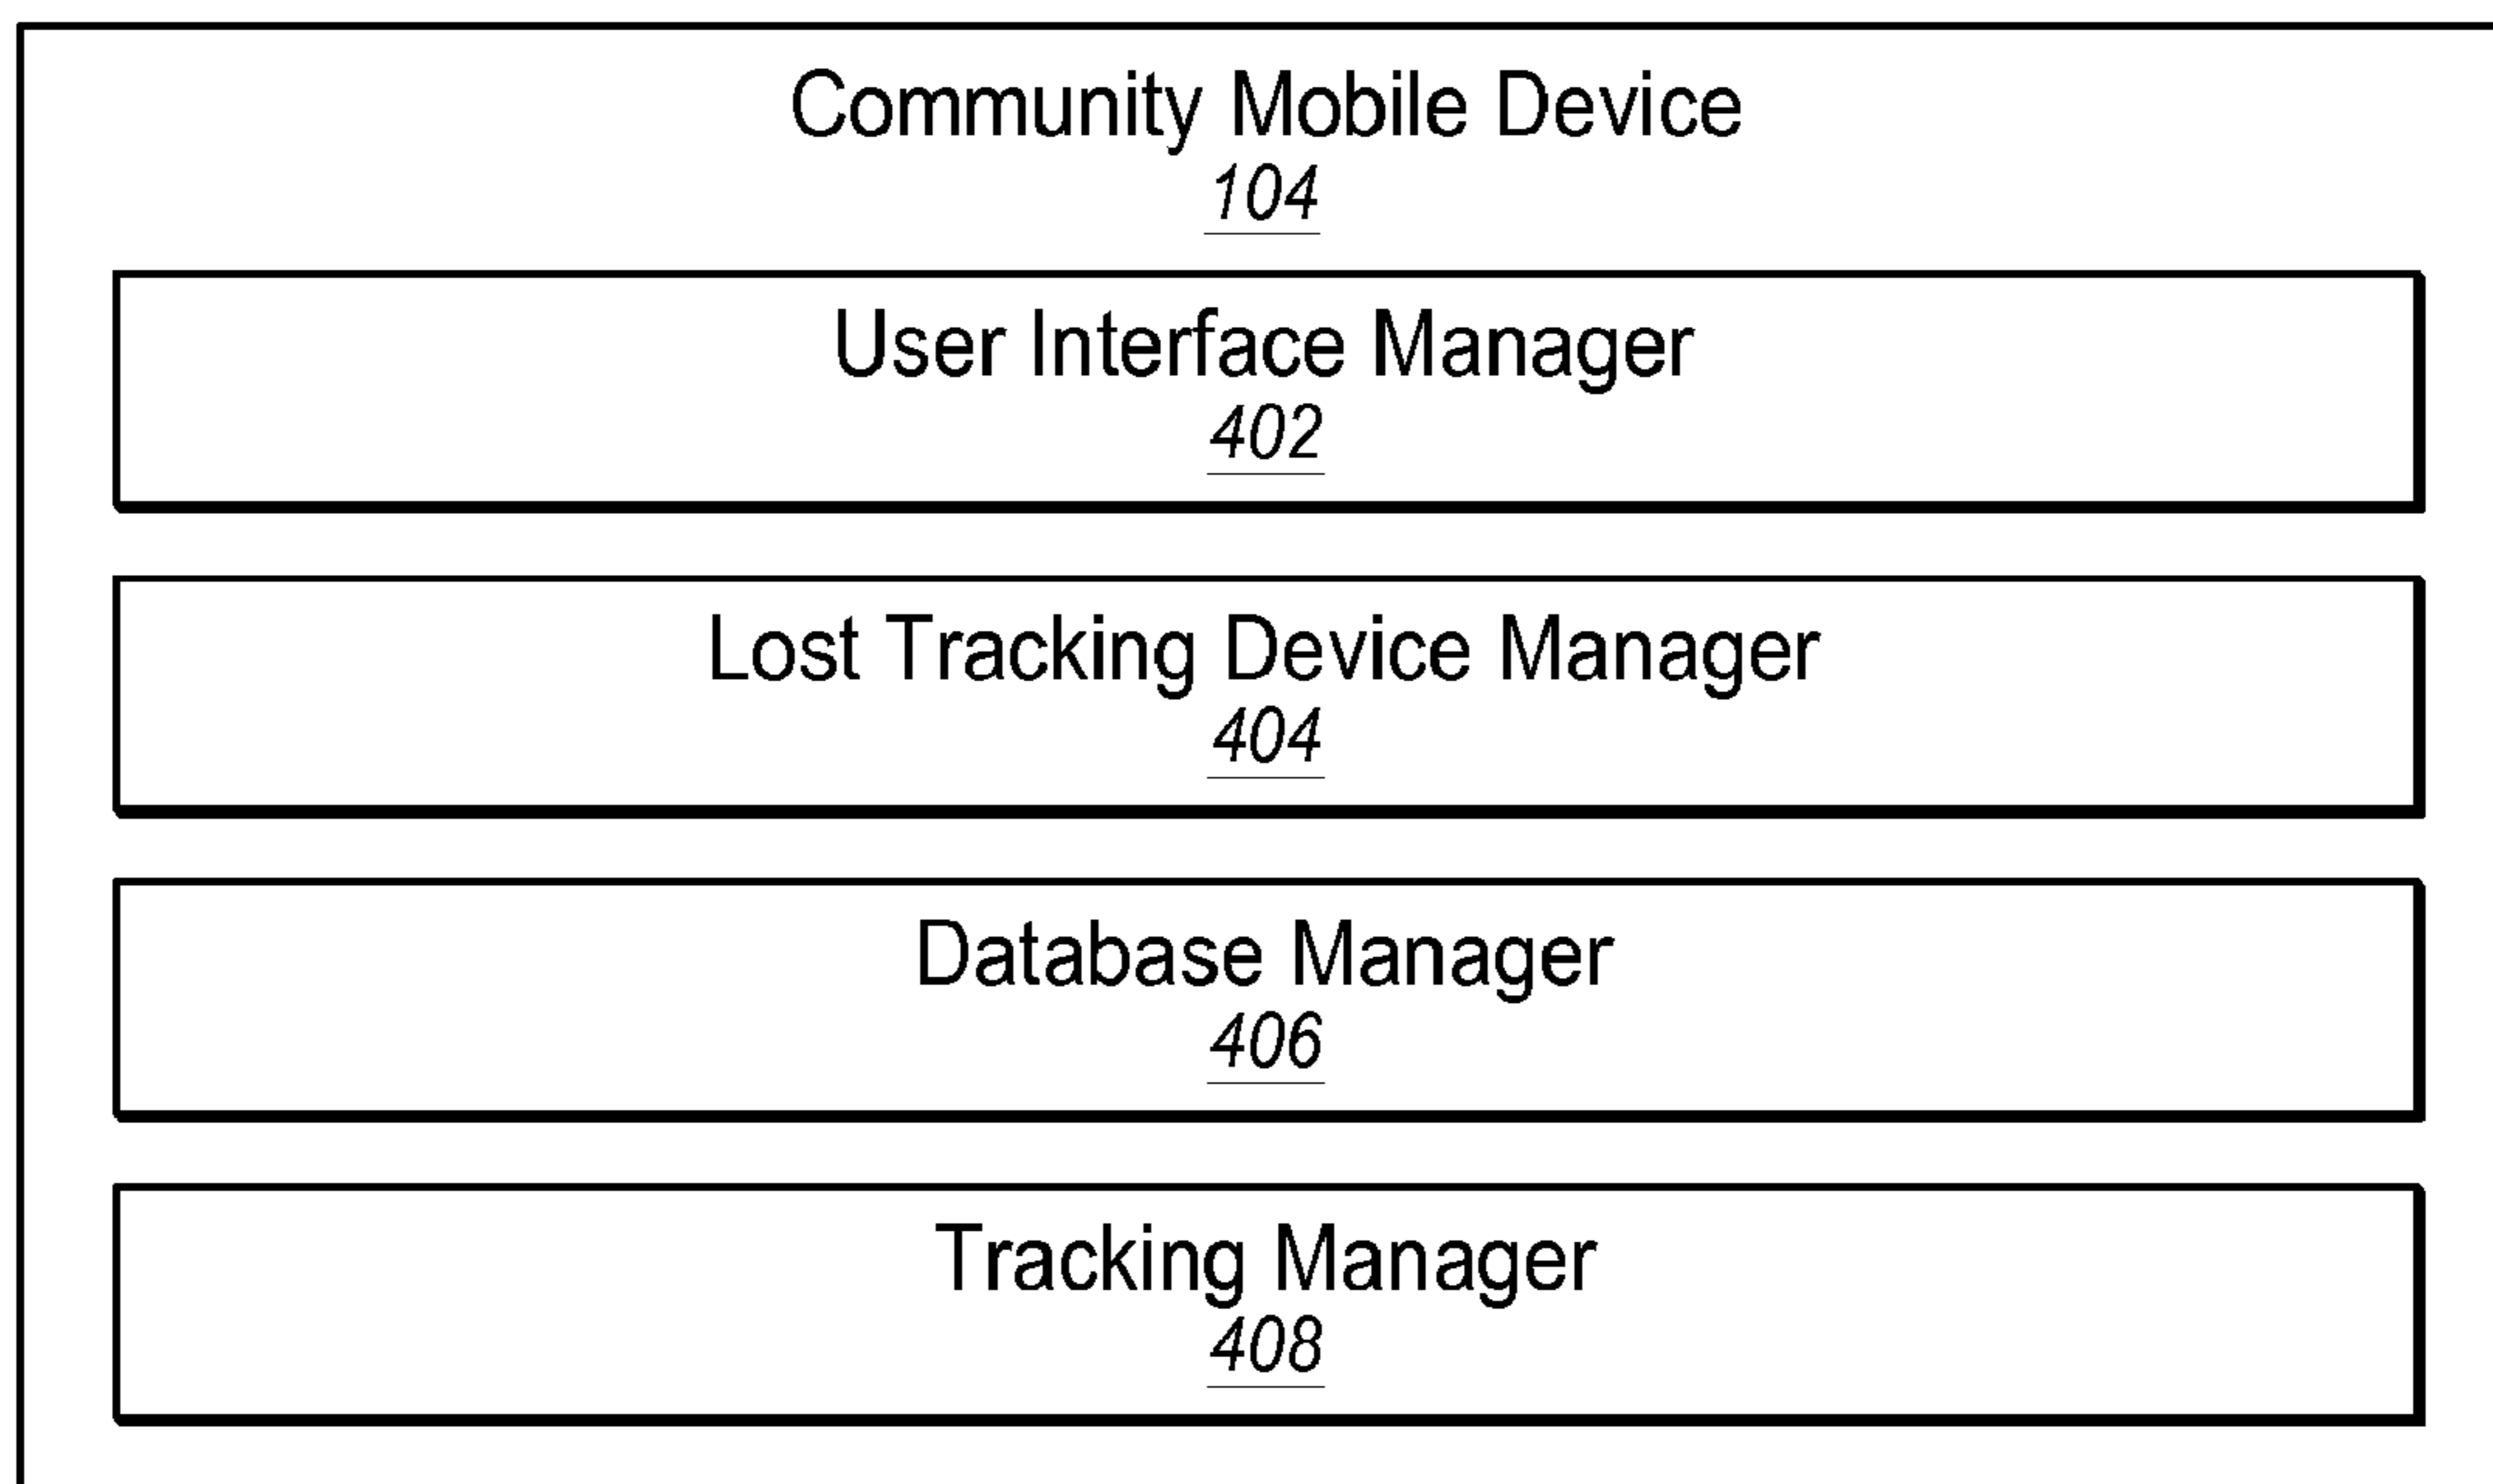 Community Mobile Device
104
User Interface Manager
402
Lost Tracking Device Manager
404
Database Manager
406
Tracking Manager
408